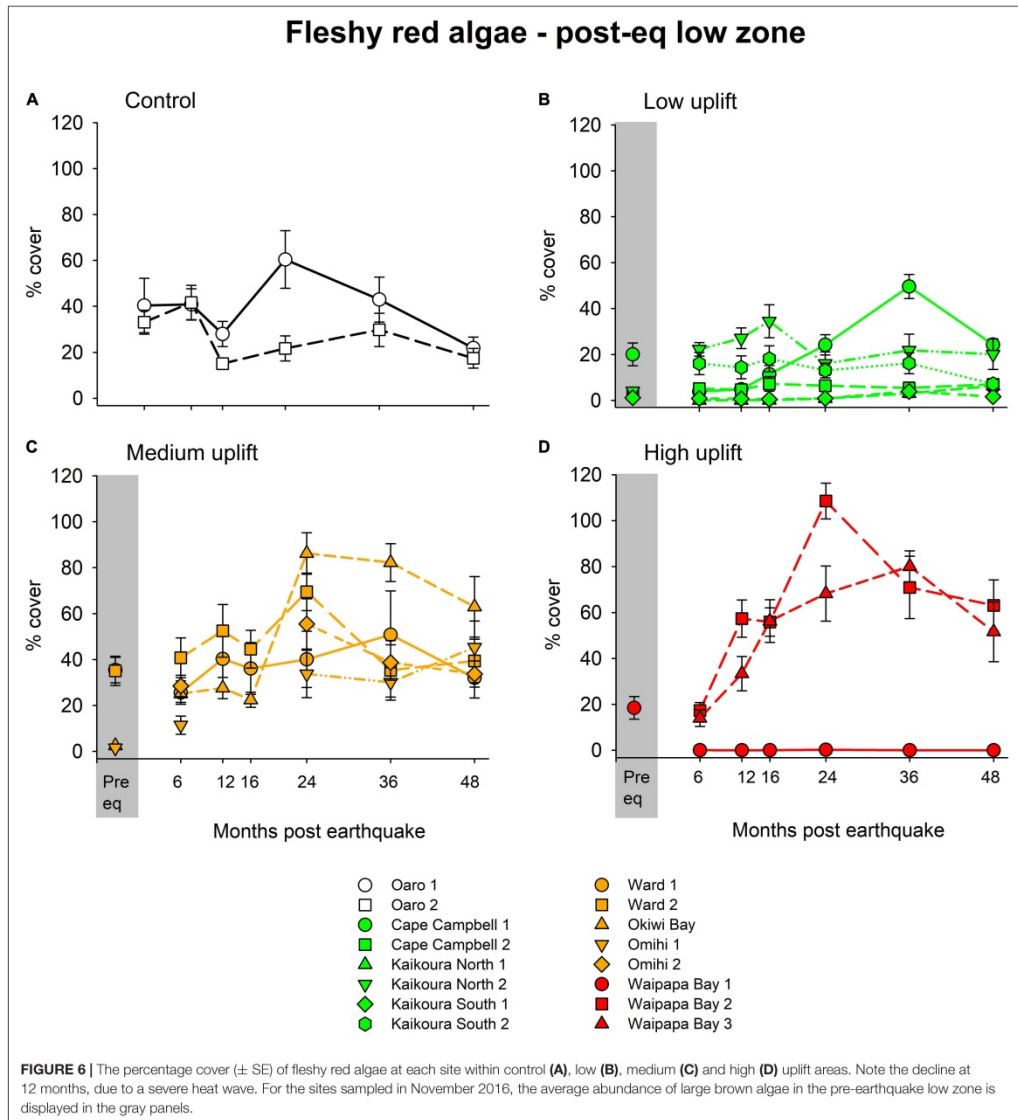 Fleshy red algae - post-eq low zone
A Control
120
100
80
60
40
20
0
% cover
B Low uplift
120
100
80
60
40
20
0
% cover
C Medium uplift
120
100
80
60
40
20
0
% cover
Pre
eq
6 12 16 24 36 48
Months post earthquake
D High uplift
120
100
80
60
40
20
0
% cover
Pre
eq
6 12 16 24 36 48
Months post earthquake
Oaro 1
Oaro 2
Cape Campbell 1
Cape Campbell 2
Kaikoura North 1
Kaikoura North 2
Kaikoura South 1
Kaikoura South 2
Ward 1
Ward 2
Okiwi Bay
Omihi 1
Omihi 2
Waipapa Bay 1
Waipapa Bay 2
Waipapa Bay 3
FIGURE 6 | The percentage cover (± SE) of fleshy red algae at each site within control (A), low (B), medium (C) and high (D) uplift areas. Note the decline at
12 months, due to a severe heat wave. For the sites sampled in November 2016, the average abundance of large brown algae in the pre-earthquake low zone is
displayed in the gray panels.